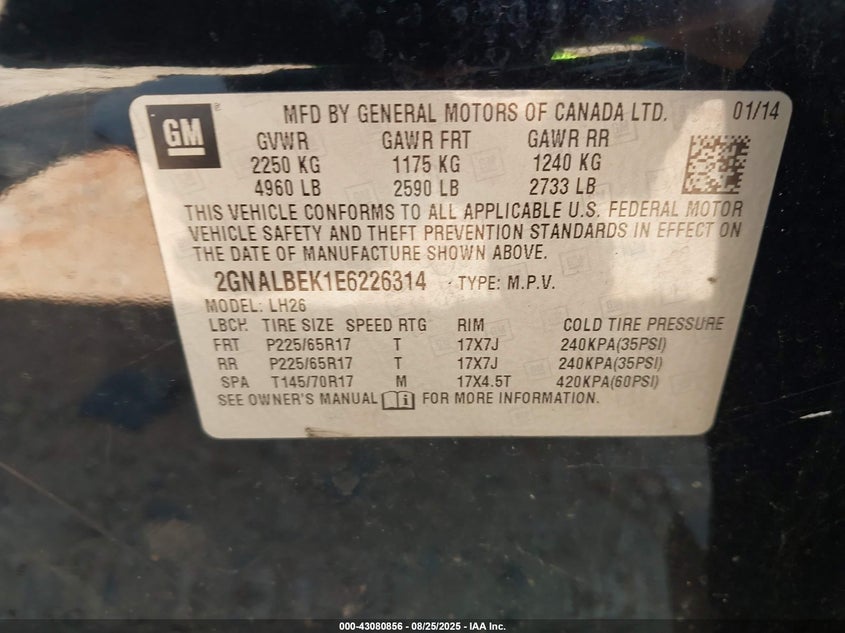 GM
MFD BY GENERAL MOTORS OF CANADA LTD. 01/14
GVWR GAWR FRT GAWR RR
2250 KG 1175 KG 1240 KG
4960 LB 2590 LB 2733 LB
THIS VEHICLE CONFORMS TO ALL APPLICABLE U.S. FEDERAL MOTOR
VEHICLE SAFETY AND THEFT PREVENTION STANDARDS IN EFFECT ON
THE DATE OF MANUFACTURE SHOWN ABOVE.
2GNALBEK1E6226314 TYPE: M.P.V.
MODEL: LH26
LBCH TIRE SIZE SPEED RTG RIM COLD TIRE PRESSURE
FRT P225/65R17 T 17X7J 240KPA(35PSI)
RR P225/65R17 T 17X7J 240KPA(35PSI)
SPA T145/70R17 M 17X4.5T 420KPA(60PSI)
SEE OWNER'S MANUAL FOR MORE INFORMATION.
000-43080856 - 08/25/2025 - IAA Inc.